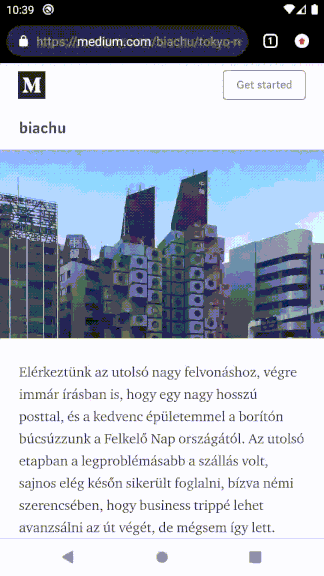 10:39
https://medium.com/biachu/tokyo-n
1
M
Get started
biachu
Elérkeztünk az utolsó nagy felvonáshoz, végre
immár írásban is, hogy egy nagy hosszú
posttal, és a kedvenc épületemmel a borítón
búcsúzzunk a Felkelő Nap országától. Az utolsó
etapban a legproblémásabb a szállás volt,
sajnos elég későn sikerült foglalni, bízva némi
szerencsében, hogy business trippé lehet
avanzsálni az út végét, de mégsem így lett.